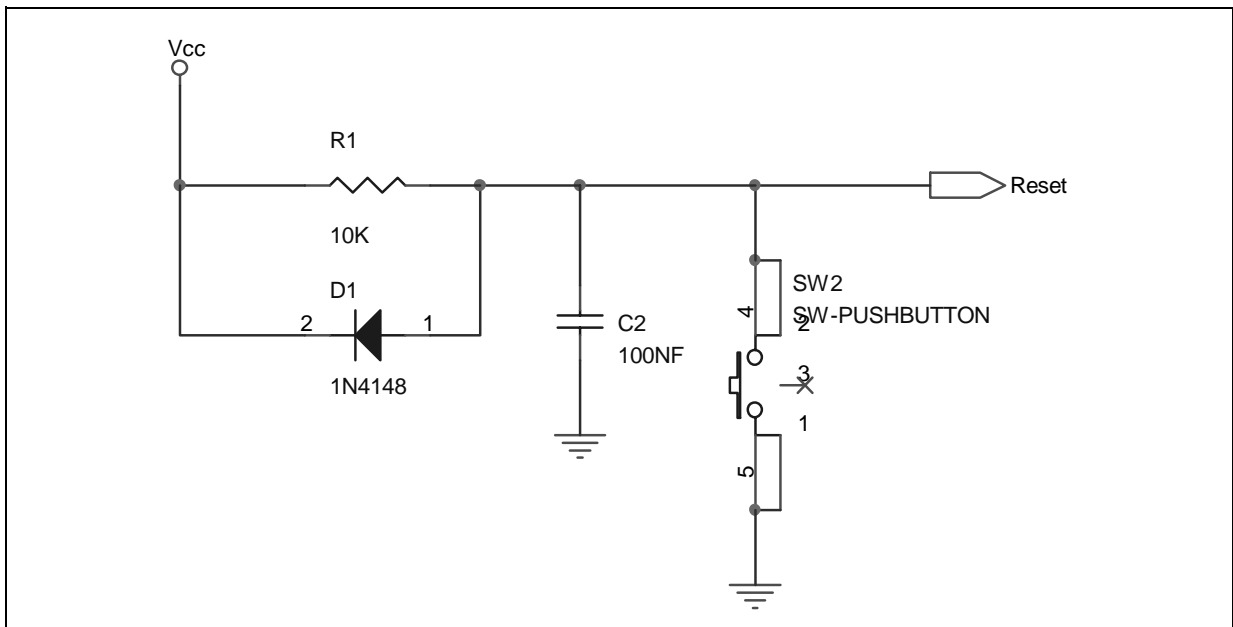 Vcc
R1
Reset
10K
D1
SW2
SW-PUSHBUTTON
4
2
2
1
C2
100NF
3
1N4148
1
5